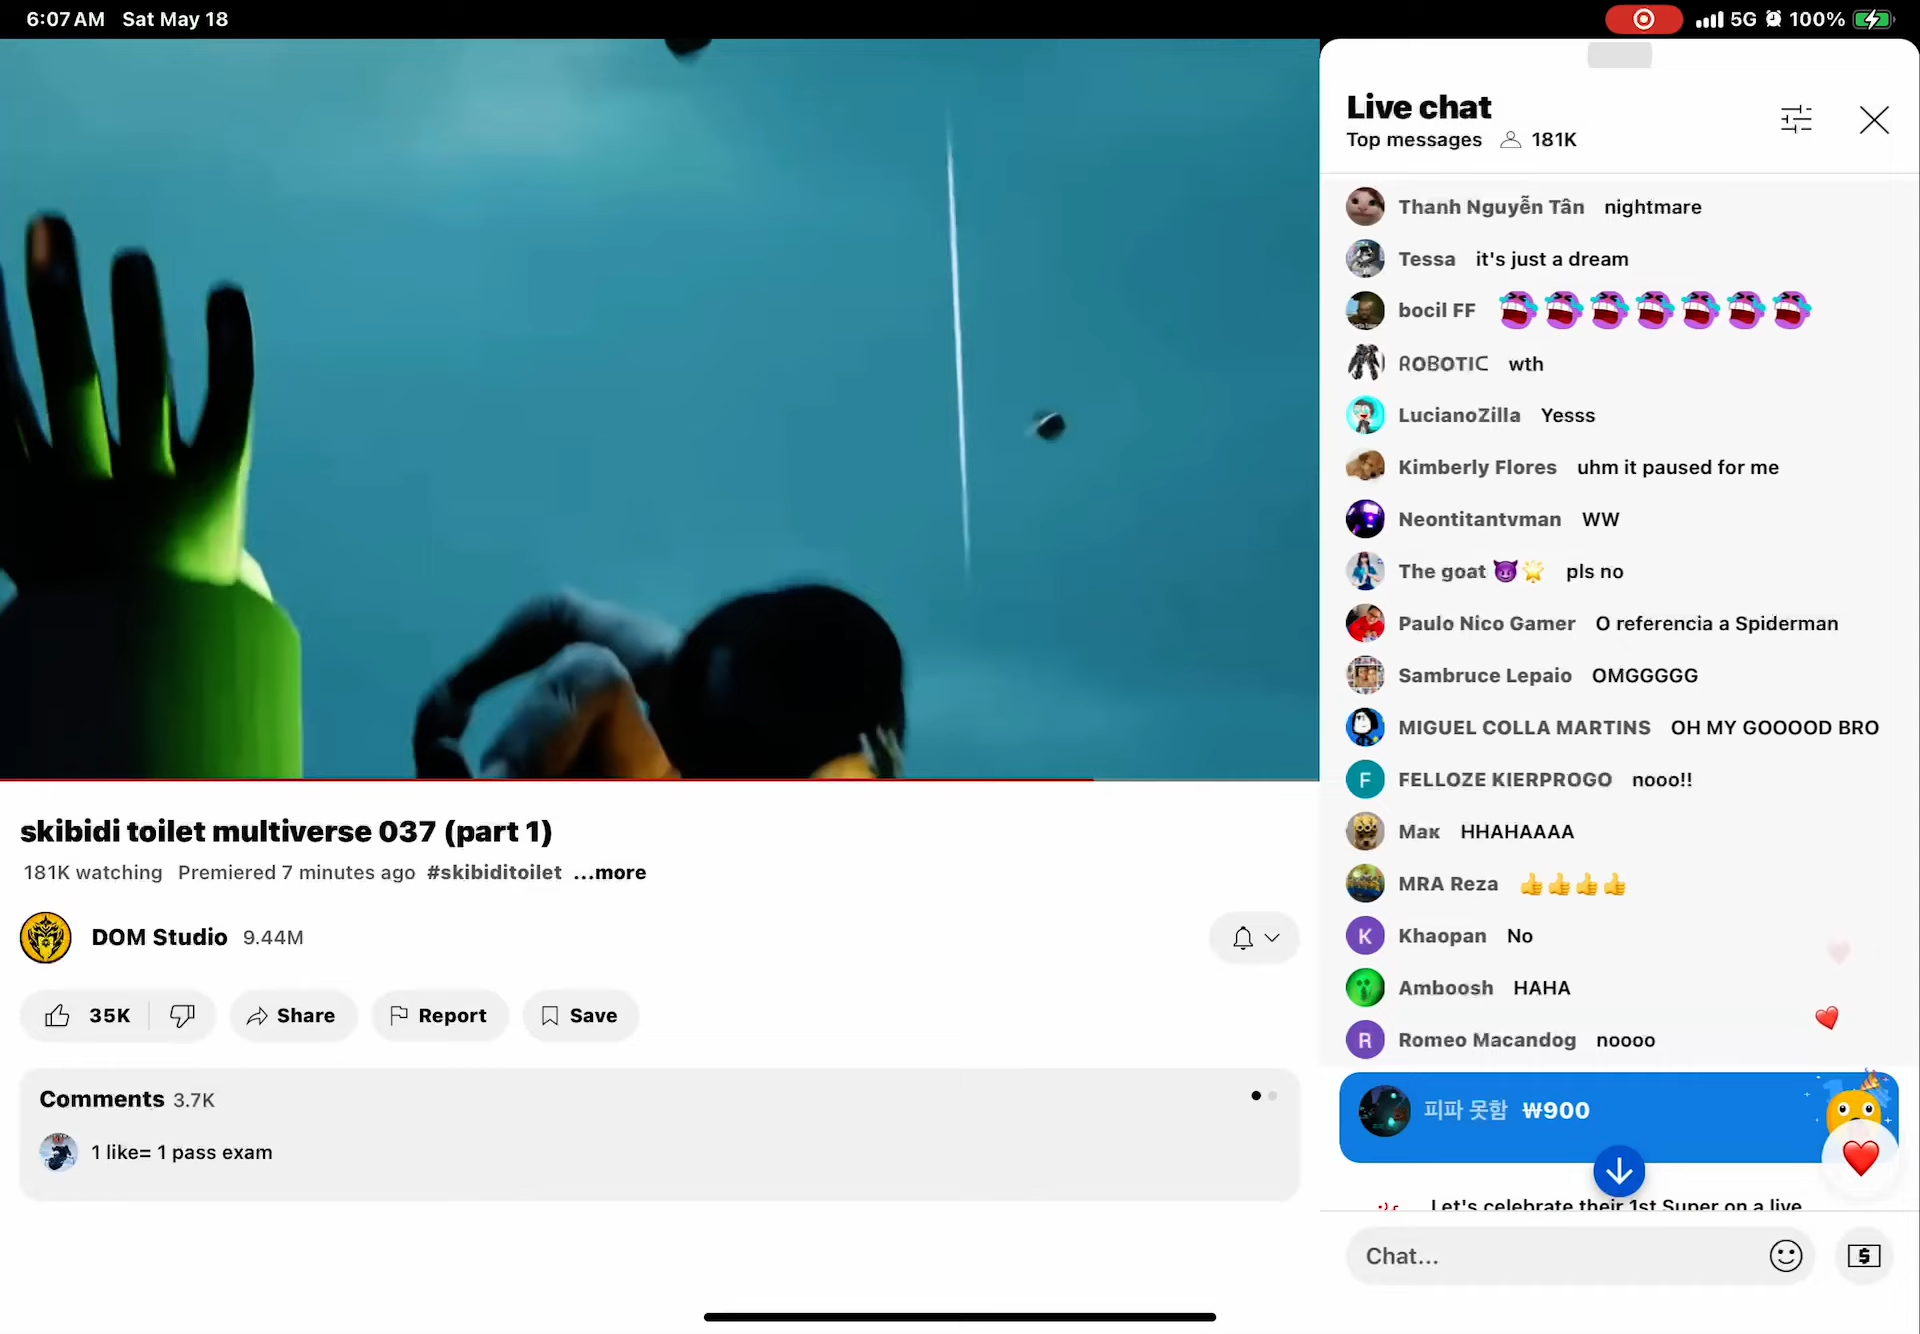 6:07 AM Sat May 18
5G 100%
Live chat
Top messages 181K
Thanh Nguyễn Tân nightmare
Tessa it's just a dream
bocil FF
ROBOTIC wth
LucianoZilla Yesss
Kimberly Flores uhm it paused for me
Neontitantvman WW
The goat 😈🌟 pls no
Paulo Nico Gamer O referencia a Spiderman
Sambruce Lepaio OMGGGGG
MIGUEL COLLA MARTINS OH MY GOOOOD BRO
F FELLOZE KIERPROGO nooo!!
Мак HHAHAAAA
MRA Reza 👍👍👍👍
K Khaopan No
Amboosh HAHA
R Romeo Macandog noooo
피파 못함 ₩900
Let's celebrate their 1st Super on a live
Chat...
skibidi toilet multiverse 037 (part 1)
181K watching Premiered 7 minutes ago #skibiditoilet ...more
DOM Studio 9.44M
35K Share Report Save
Comments 3.7K
1 like= 1 pass exam